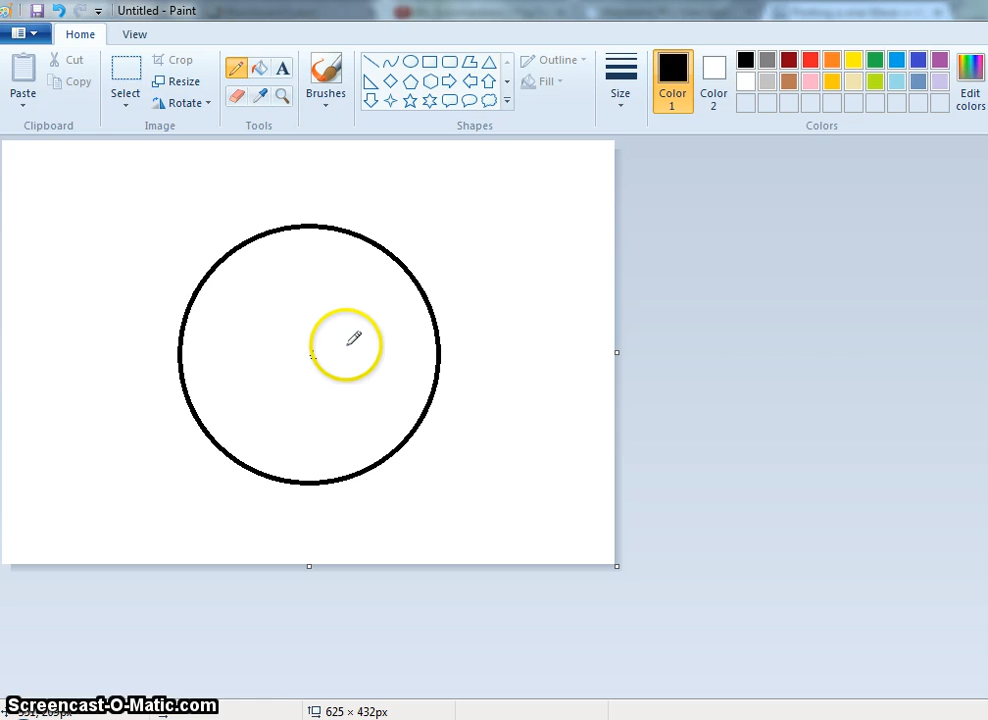 Untitled - Paint
Home
View
Paste
Cut
Copy
Clipboard
Select
Crop
Resize
Rotate
Image
A
Tools
Brushes
Shapes
Outline
Fill
Size
Color
1
Color
2
Edit
colors
Colors
Screencast-O-Matic.com
625 × 432px